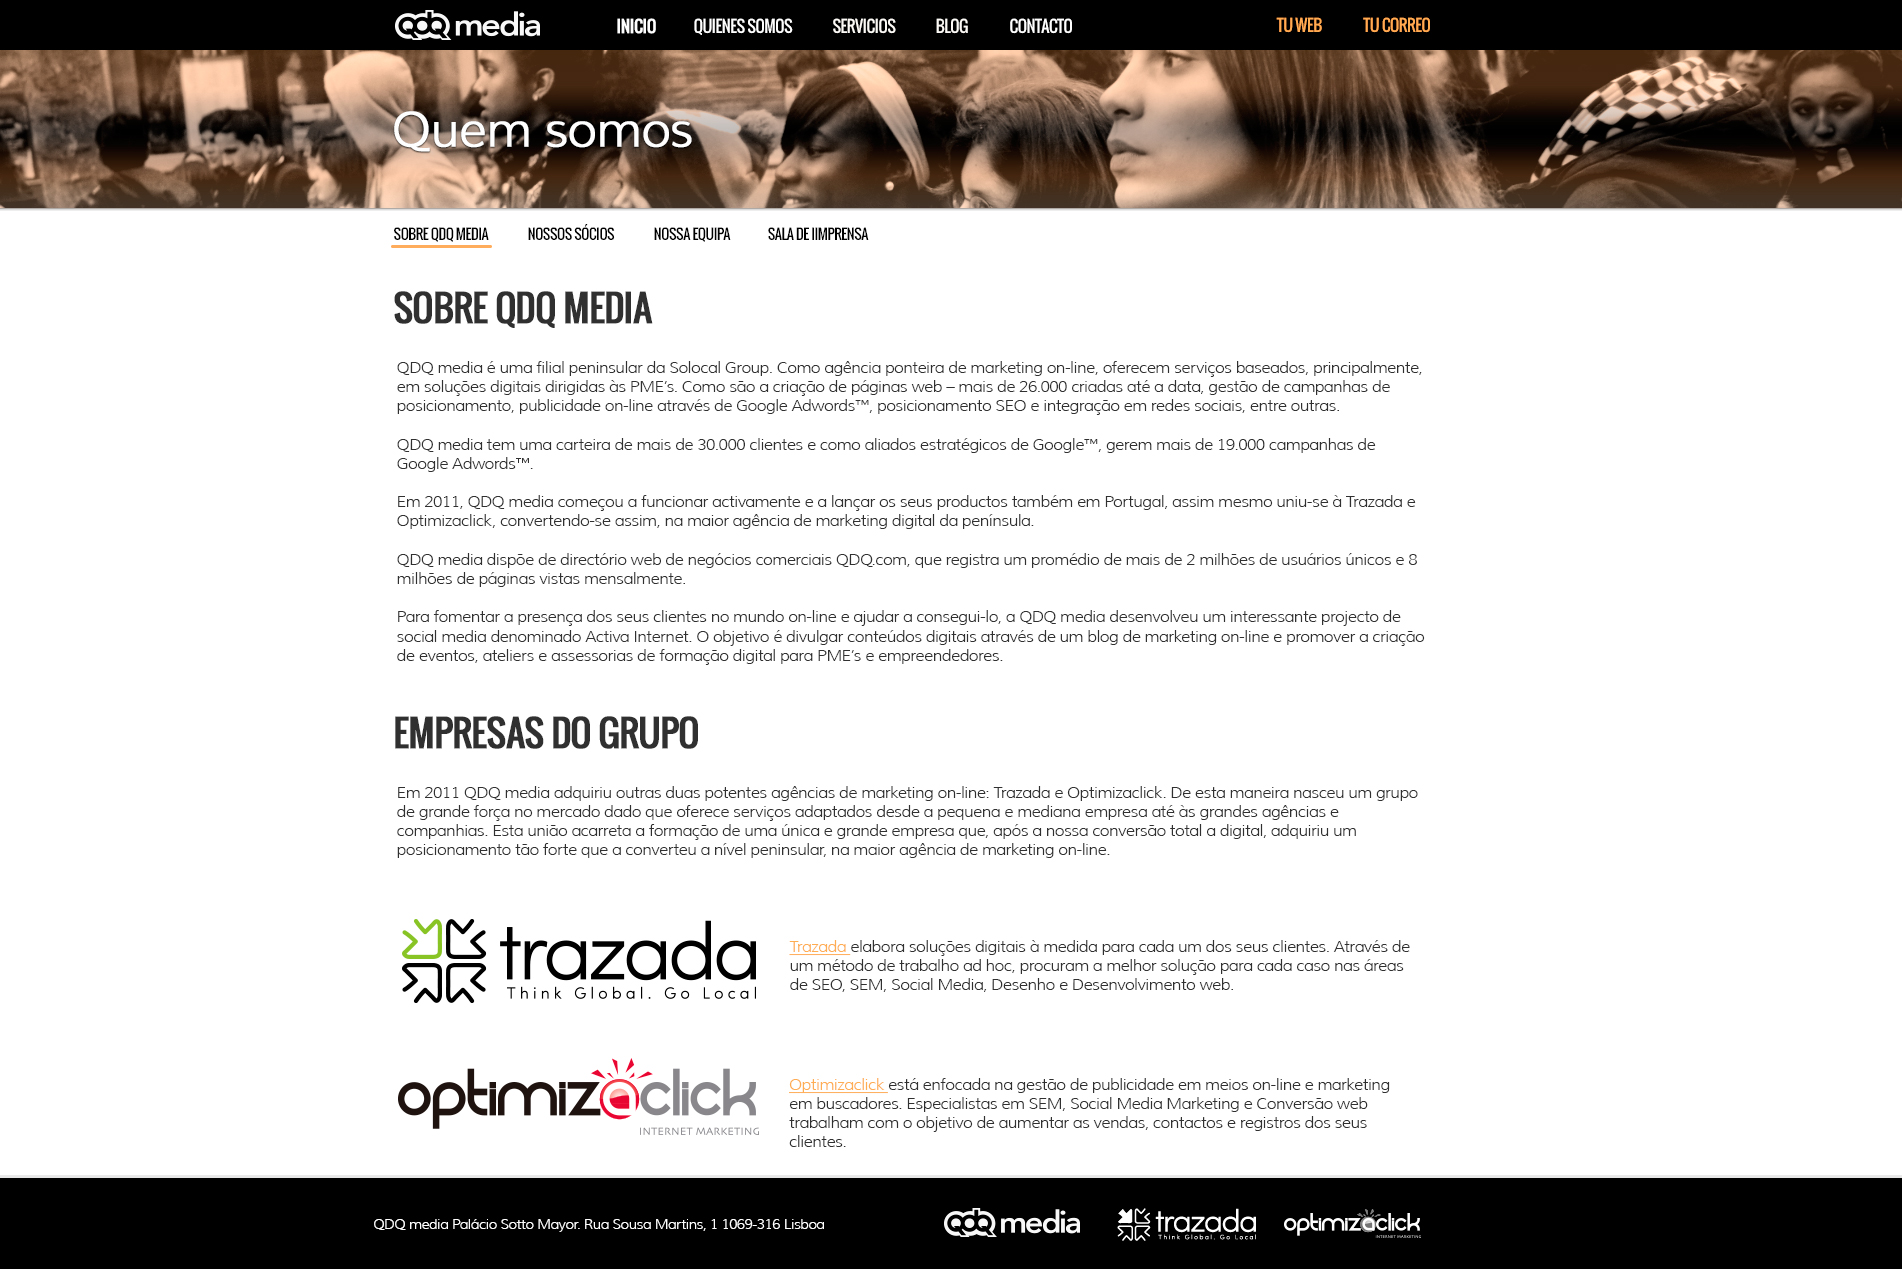 QDQ media
INICIO QUIENES SOMOS SERVICIOS BLOG CONTACTO TU WEB TU CORREO
Quem somos
SOBRE QDQ MEDIA NOSSOS SÓCIOS NOSSA EQUIPA SALA DE IIMPRENSA
SOBRE QDQ MEDIA
QDQ media é uma filial peninsular da Solocal Group. Como agência ponteira de marketing on-line, oferecem serviços baseados, principalmente,
em soluções digitais dirigidas às PME’s. Como são a criação de páginas web – mais de 26.000 criadas até a data, gestão de campanhas de
posicionamento, publicidade on-line através de Google Adwords™, posicionamento SEO e integração em redes sociais, entre outras.
QDQ media tem uma carteira de mais de 30.000 clientes e como aliados estratégicos de Google™, gerem mais de 19.000 campanhas de
Google Adwords™.
Em 2011, QDQ media começou a funcionar activamente e a lançar os seus productos também em Portugal, assim mesmo uniu-se à Trazada e
Optimizaclick, convertendo-se assim, na maior agência de marketing digital da península.
QDQ media dispõe de directório web de negócios comerciais QDQ.com, que registra um promédio de mais de 2 milhões de usuários únicos e 8
milhões de páginas vistas mensalmente.
Para fomentar a presença dos seus clientes no mundo on-line e ajudar a consegui-lo, a QDQ media desenvolveu um interessante projecto de
social media denominado Activa Internet. O objetivo é divulgar conteúdos digitais através de um blog de marketing on-line e promover a criação
de eventos, ateliers e assessorias de formação digital para PME’s e empreendedores.
EMPRESAS DO GRUPO
Em 2011 QDQ media adquiriu outras duas potentes agências de marketing on-line: Trazada e Optimizaclick. De esta maneira nasceu um grupo
de grande força no mercado dado que oferece serviços adaptados desde a pequena e mediana empresa até às grandes agências e
companhias. Esta união acarreta a formação de uma única e grande empresa que, após a nossa conversão total a digital, adquiriu um
posicionamento tão forte que a converteu a nível peninsular, na maior agência de marketing on-line.
trazada
Think Global. Go Local
Trazada elabora soluções digitais à medida para cada um dos seus clientes. Através de
um método de trabalho ad hoc, procuram a melhor solução para cada caso nas áreas
de SEO, SEM, Social Media, Desenho e Desenvolvimento web.
optimizaclick
INTERNET MARKETING
Optimizaclick está enfocada na gestão de publicidade em meios on-line e marketing
em buscadores. Especialistas em SEM, Social Media Marketing e Conversão web
trabalham com o objetivo de aumentar as vendas, contactos e registros dos seus
clientes.
QDQ media Palácio Sotto Mayor. Rua Sousa Martins, 1 1069-316 Lisboa
QDQ media
trazada
Think Global. Go Local
optimizaclick
INTERNET MARKETING